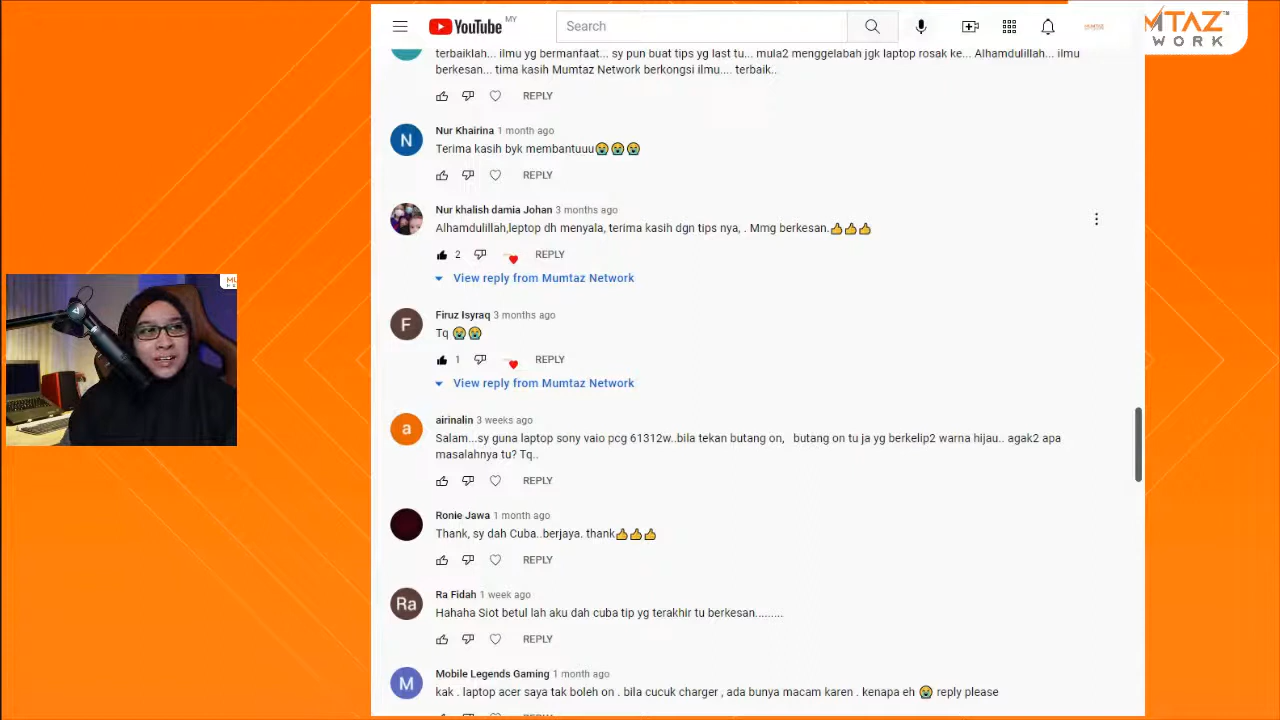 YouTube MY
Search
MTAZ
WORK
terbaiklah... ilmu yg bermanfaat... sy pun buat tips yg last tu... mula2 menggelabah jgk laptop rosak ke... Alhamdulillah... ilmu
berkesan... tima kasih Mumtaz Network berkongsi ilmu.... terbaik..
REPLY
Nur Khairina 1 month ago
N
Terima kasih byk membantuuu😭😭😭
REPLY
Nur khalish damia Johan 3 months ago
Alhamdulillah,leptop dh menyala, terima kasih dgn tips nya, . Mmg berkesan.👍👍👍
2 REPLY
View reply from Mumtaz Network
Firuz Isyraq 3 months ago
F
Tq 😭😭
1 REPLY
View reply from Mumtaz Network
airinalin 3 weeks ago
a
Salam...sy guna laptop sony vaio pcg 61312w..bila tekan butang on, butang on tu ja yg berkelip2 warna hijau.. agak2 apa
masalahnya tu? Tq..
REPLY
Ronie Jawa 1 month ago
Thank, sy dah Cuba..berjaya. thank👍👍👍
REPLY
Ra Fidah 1 week ago
Ra
Hahaha Siot betul lah aku dah cuba tip yg terakhir tu berkesan.........
REPLY
Mobile Legends Gaming 1 month ago
M
kak . laptop acer saya tak boleh on . bila cucuk charger , ada bunya macam karen . kenapa eh 😭 reply please